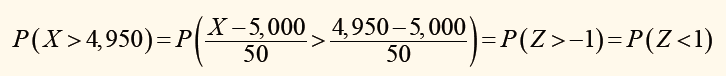 P(X > 4,950) = P((X − 5,000)/50 > (4,950 − 5,000)/50) = P(Z > −1) = P(Z < 1)